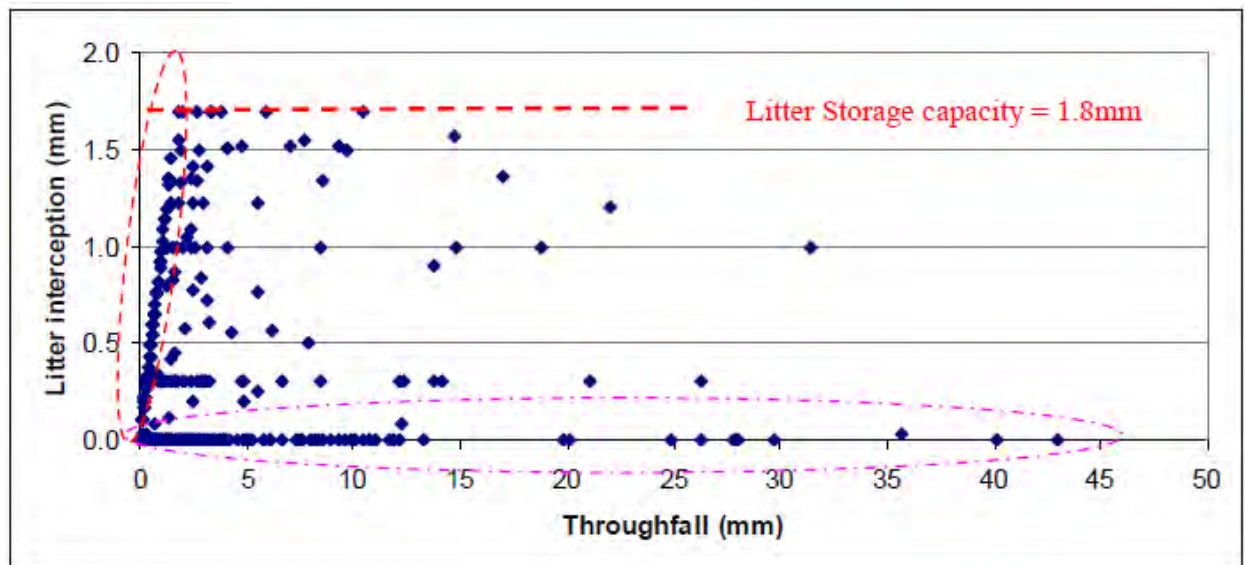 2.0
1.5
1.0
0.5
0.0
Litter interception (mm)
Litter Storage capacity = 1.8mm
0 5 10 15 20 25 30 35 40 45 50
Throughfall (mm)